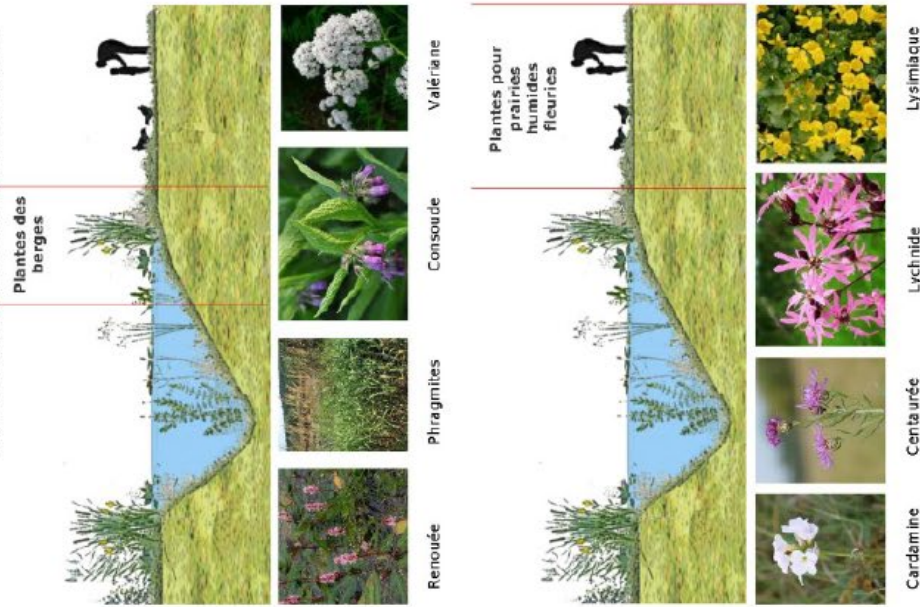 Plantes des
berges
Renouée
Phragmites
Consoude
Valériane
Plantes pour
prairies
humides
fleuries
Cardamine
Centaurée
Lychnide
Lysimiaque